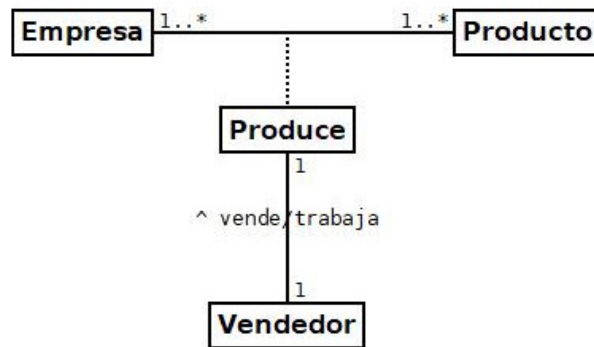 Empresa 1..* 1..* Producto
Produce
1
^ vende/trabaja
1
Vendedor